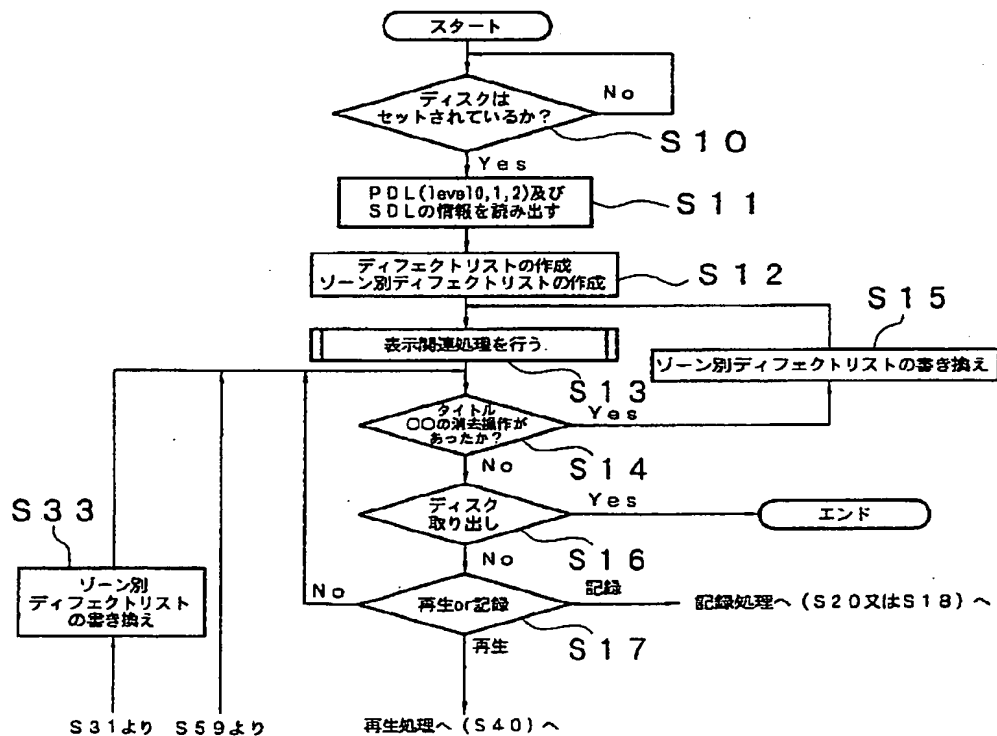 スタート
ディスクは
セットされているか?
No
S10
Yes
PDL(level0,1,2)及び
SDLの情報を読み出す
S11
ディフェクトリストの作成
ゾーン別ディフェクトリストの作成
S12
S15
表示関連処理を行う.
ゾーン別ディフェクトリストの書き換え
S13
タイトル
○○の消去操作が
あったか?
Yes
S14
No
ディスク
取り出し
Yes
エンド
S16
S33
No
ゾーン別
ディフェクトリスト
の書き換え
No
再生or記録
記録
記録処理へ(S20又はS18)へ
S17
再生
S31より
S59より
再生処理へ(S40)へ